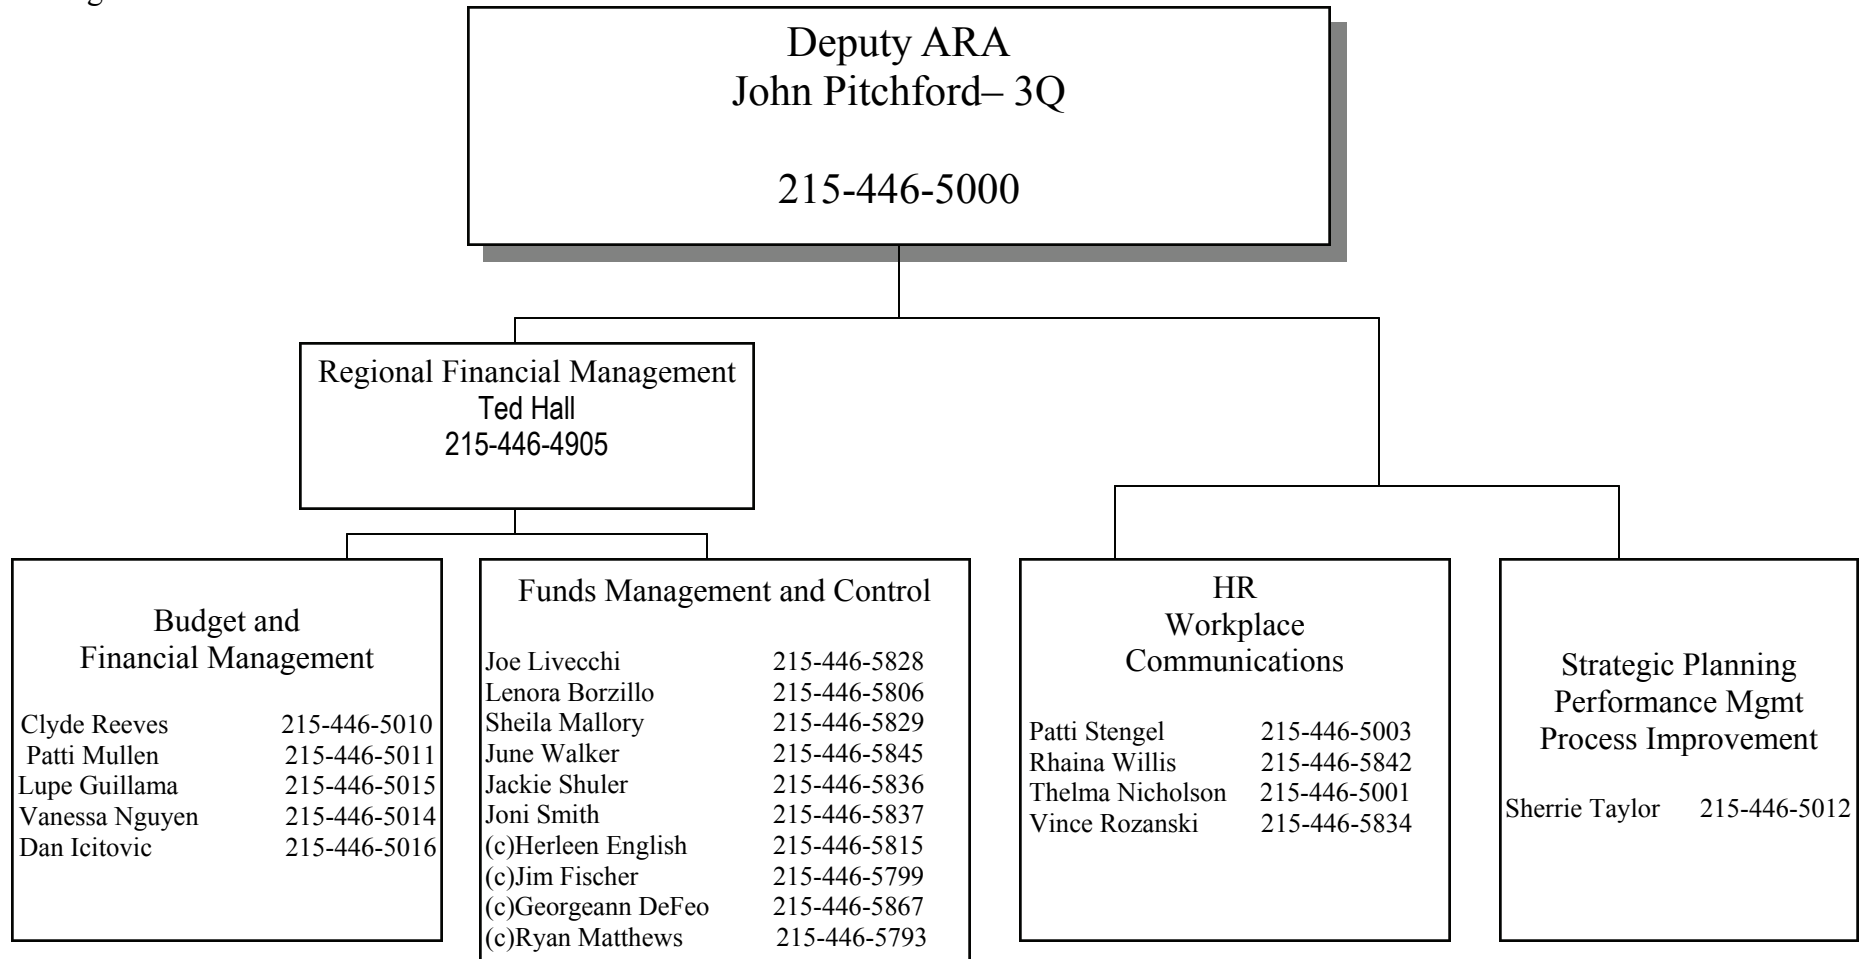 Deputy ARA
John Pitchford– 3Q
215-446-5000
Regional Financial Management
Ted Hall
215-446-4905
Budget and
Financial Management
Clyde Reeves 215-446-5010
Patti Mullen 215-446-5011
Lupe Guillama 215-446-5015
Vanessa Nguyen 215-446-5014
Dan Icitovic 215-446-5016
Funds Management and Control
Joe Livecchi 215-446-5828
Lenora Borzillo 215-446-5806
Sheila Mallory 215-446-5829
June Walker 215-446-5845
Jackie Shuler 215-446-5836
Joni Smith 215-446-5837
(c)Herleen English 215-446-5815
(c)Jim Fischer 215-446-5799
(c)Georgeann DeFeo 215-446-5867
(c)Ryan Matthews 215-446-5793
HR
Workplace
Communications
Patti Stengel 215-446-5003
Rhaina Willis 215-446-5842
Thelma Nicholson 215-446-5001
Vince Rozanski 215-446-5834
Strategic Planning
Performance Mgmt
Process Improvement
Sherrie Taylor 215-446-5012